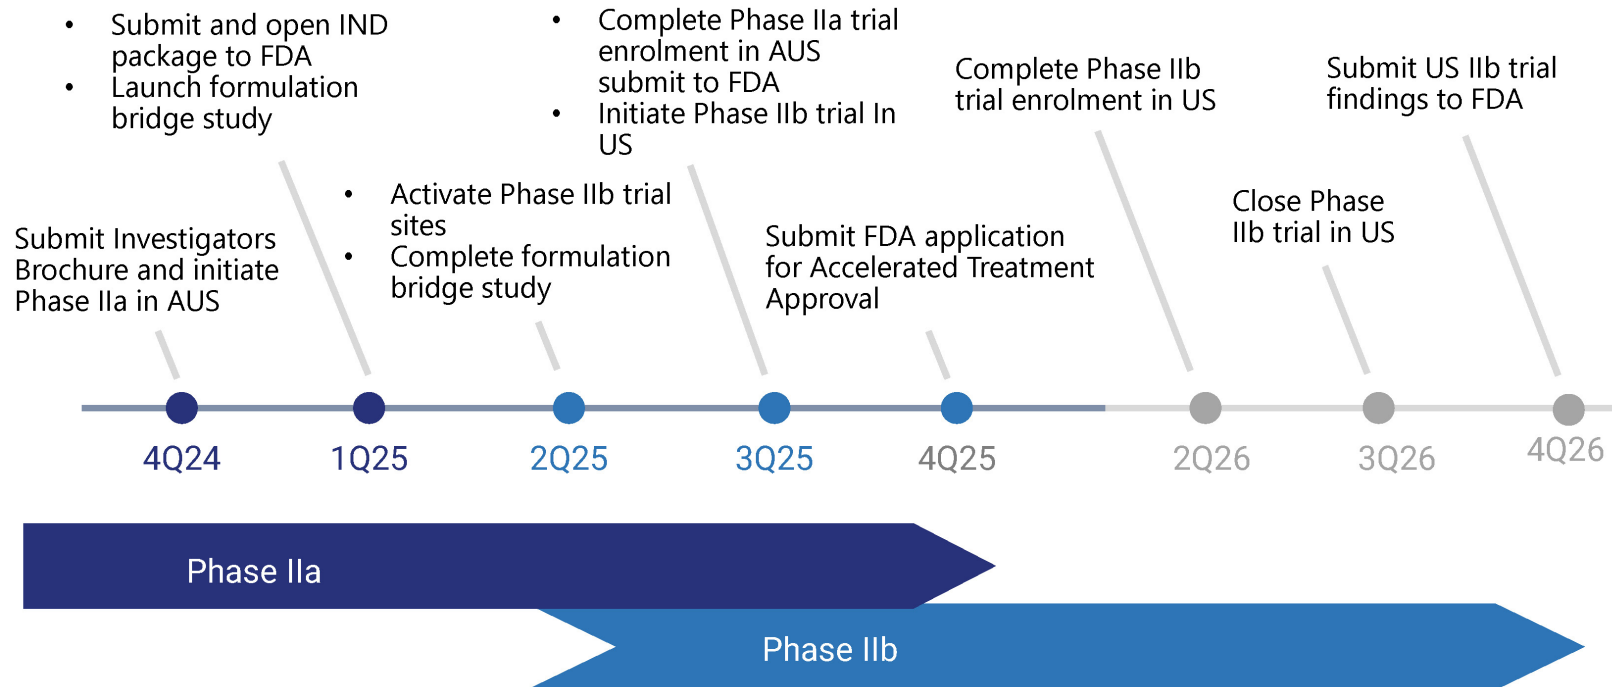 • Submit and open IND
package to FDA
• Launch formulation
bridge study
• Complete Phase IIa trial
enrolment in AUS
submit to FDA
• Initiate Phase IIb trial In
US
Complete Phase IIb
trial enrolment in US
Submit US IIb trial
findings to FDA
Submit Investigators
Brochure and initiate
Phase IIa in AUS
• Activate Phase IIb trial
sites
• Complete formulation
bridge study
Submit FDA application
for Accelerated Treatment
Approval
Close Phase
IIb trial in US
4Q24
1Q25
2Q25
3Q25
4Q25
2Q26
3Q26
4Q26
Phase IIa
Phase IIb